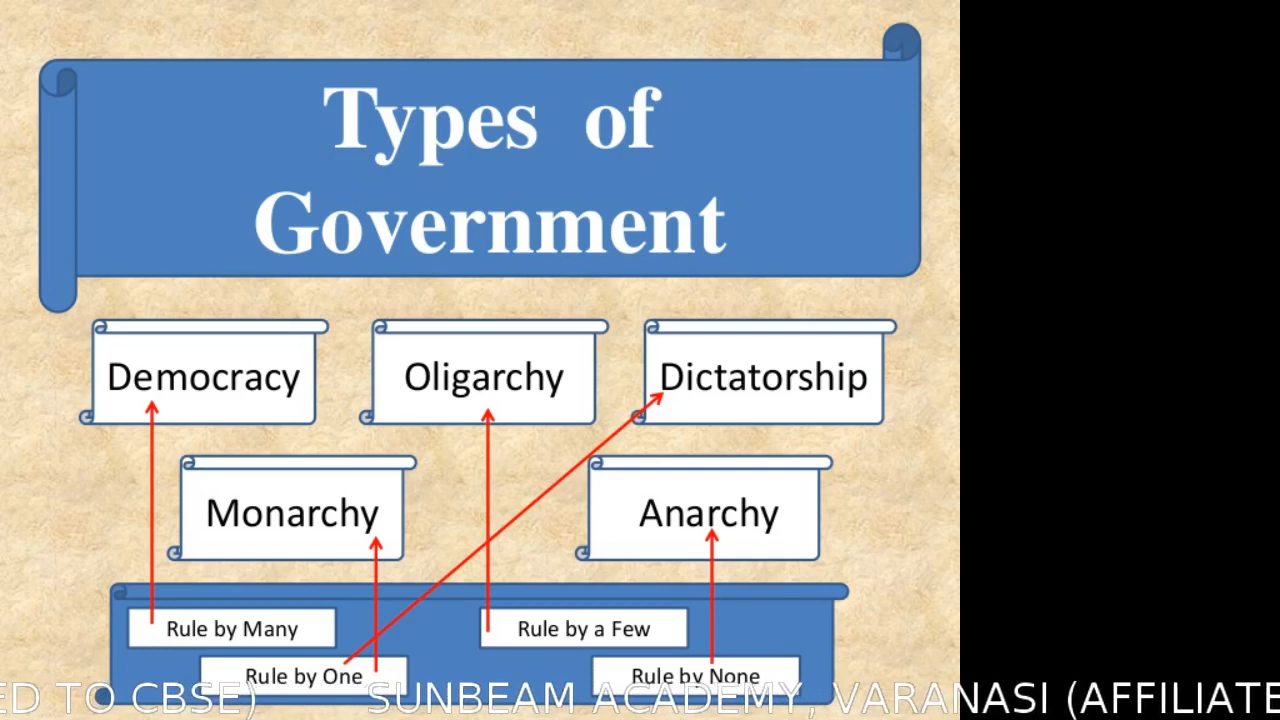 Types of
Government
Democracy
Oligarchy
Dictatorship
Monarchy
Anarchy
Rule by Many
Rule by a Few
Rule by One
Rule by None
ED TO CBSE) SUNBEAM ACADEMY, VARANASI (AFFILIATE